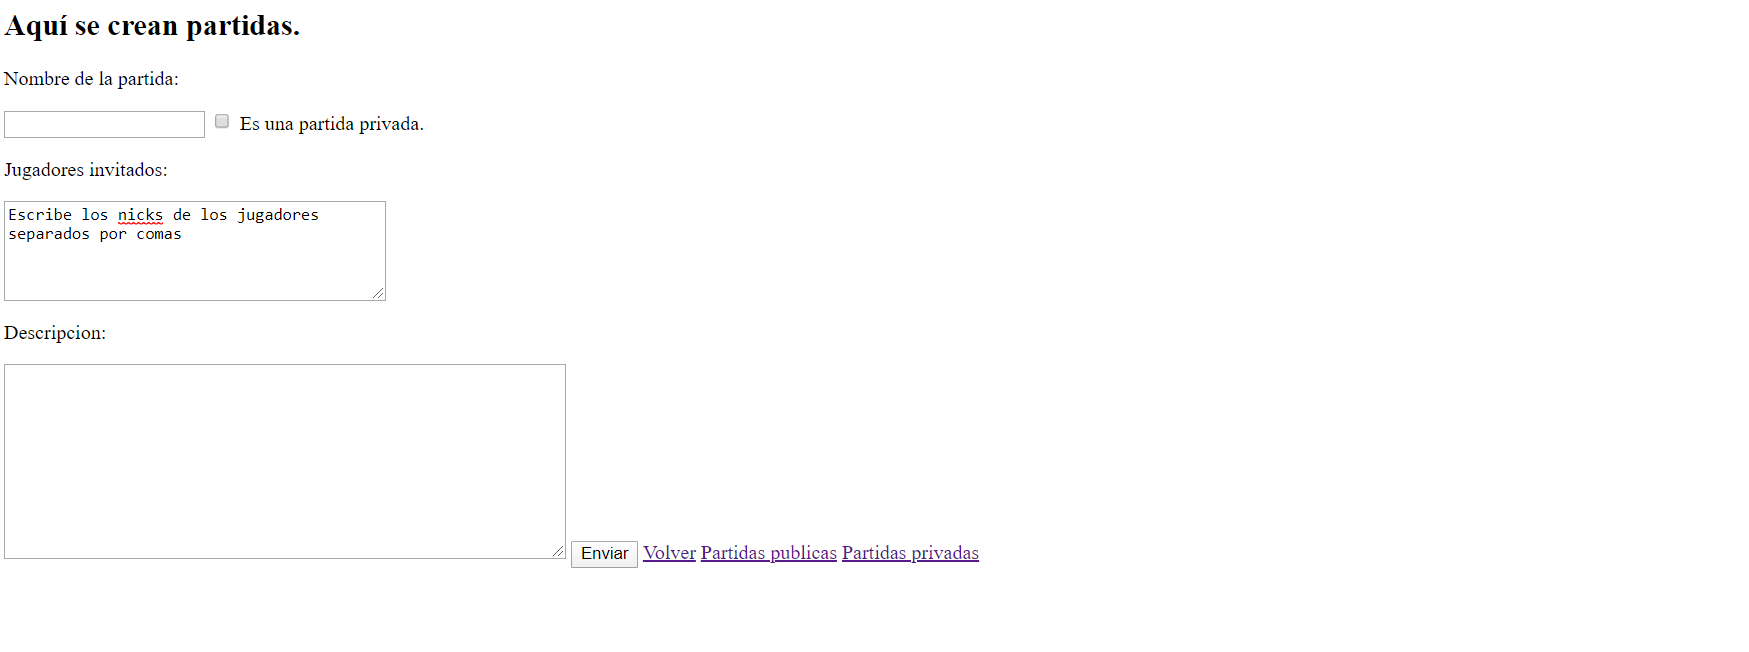 Aquí se crean partidas.
Nombre de la partida:
Es una partida privada.
Jugadores invitados:
Escribe los nicks de los jugadores
separados por comas
Descripcion:
Enviar Volver Partidas publicas Partidas privadas